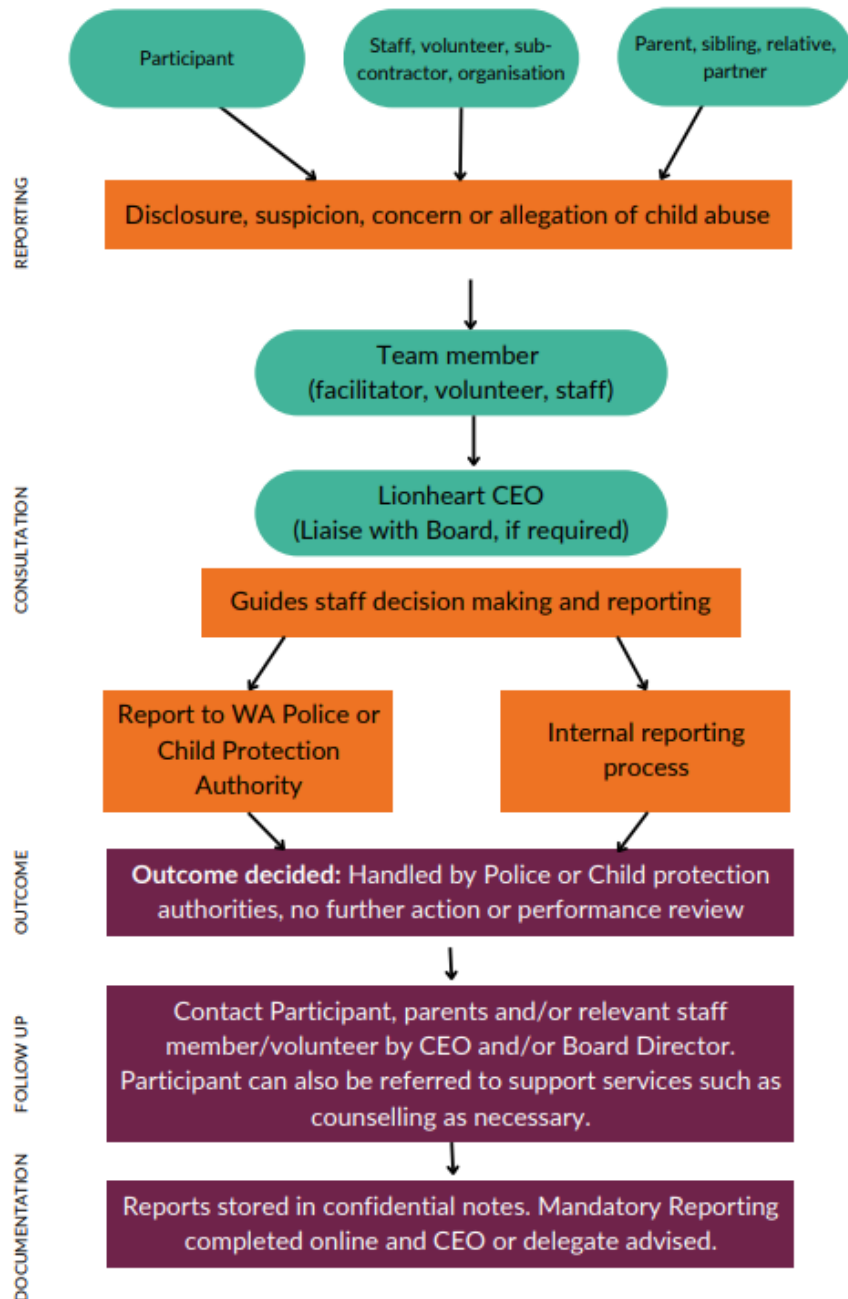 Participant
Staff, volunteer, sub-
contractor, organisation
Parent, sibling, relative,
partner
REPORTING
Disclosure, suspicion, concern or allegation of child abuse
Team member
(facilitator, volunteer, staff)
CONSULTATION
Lionheart CEO
(Liaise with Board, if required)
Guides staff decision making and reporting
Report to WA Police or
Child Protection
Authority
Internal reporting
process
OUTCOME
Outcome decided: Handled by Police or Child protection
authorities, no further action or performance review
FOLLOW UP
Contact Participant, parents and/or relevant staff
member/volunteer by CEO and/or Board Director.
Participant can also be referred to support services such as
counselling as necessary.
DOCUMENTATION
Reports stored in confidential notes. Mandatory Reporting
completed online and CEO or delegate advised.